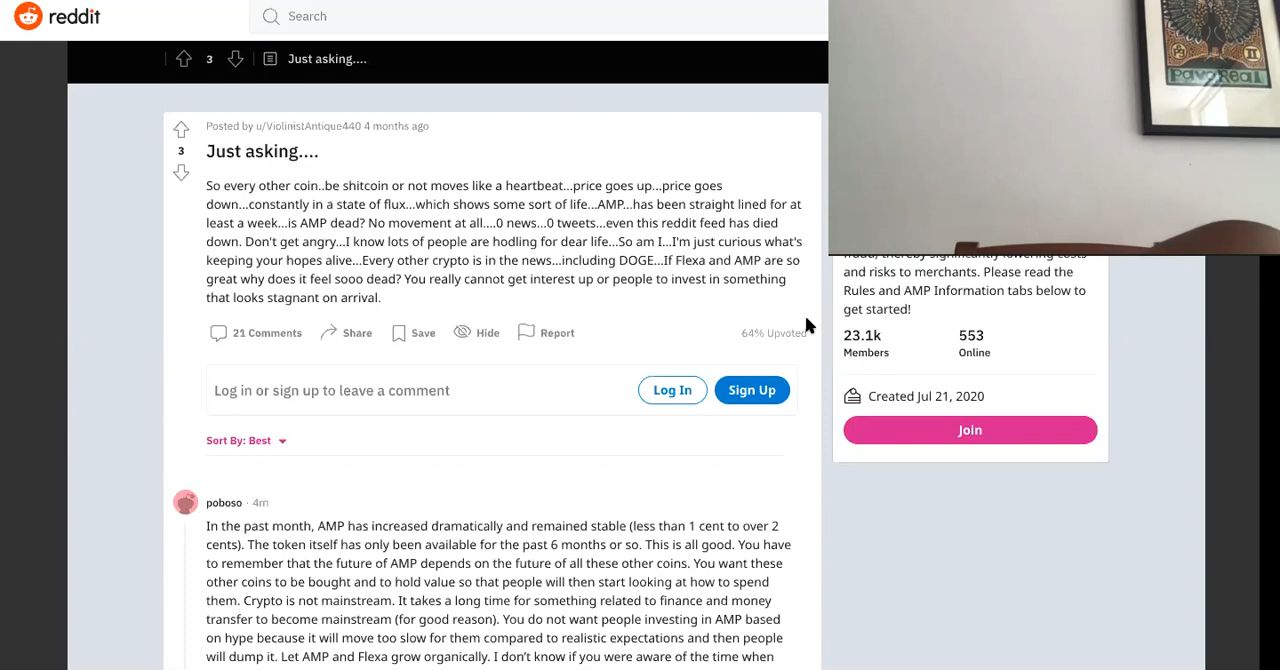 reddit
Search
3
Just asking....
Pavo Real
Posted by u/ViolinistAntique440 4 months ago
3
Just asking....
So every other coin..be shitcoin or not moves like a heartbeat...price goes up...price goes
down...constantly in a state of flux...which shows some sort of life...AMP...has been straight lined for at
least a week...is AMP dead? No movement at all....0 news...0 tweets...even this reddit feed has died
down. Don't get angry...I know lots of people are hodling for dear life...So am I...I'm just curious what's
keeping your hopes alive...Every other crypto is in the news...including DOGE...If Flexa and AMP are so
great why does it feel sooo dead? You really cannot get interest up or people to invest in something
that looks stagnant on arrival.
21 Comments
Share
Save
Hide
Report
64% Upvoted
Log in or sign up to leave a comment
Log In
Sign Up
Sort By: Best
poboso · 4m
In the past month, AMP has increased dramatically and remained stable (less than 1 cent to over 2
cents). The token itself has only been available for the past 6 months or so. This is all good. You have
to remember that the future of AMP depends on the future of all these other coins. You want these
other coins to be bought and to hold value so that people will then start looking at how to spend
them. Crypto is not mainstream. It takes a long time for something related to finance and money
transfer to become mainstream (for good reason). You do not want people investing in AMP based
on hype because it will move too slow for them compared to realistic expectations and then people
will dump it. Let AMP and Flexa grow organically. I don't know if you were aware of the time when
fraud, thereby significantly lowering costs
and risks to merchants. Please read the
Rules and AMP Information tabs below to
get started!
23.1k
553
Members
Online
Created Jul 21, 2020
Join